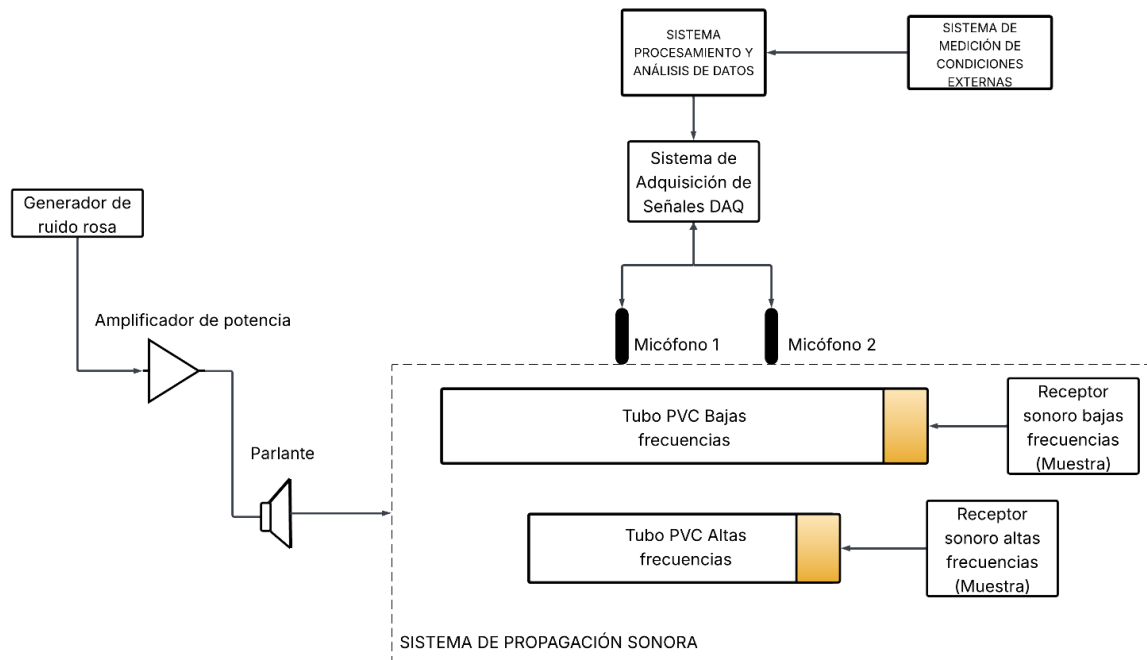 SISTEMA
PROCESAMIENTO Y
ANÁLISIS DE DATOS
SISTEMA DE
MEDICIÓN DE
CONDICIONES
EXTERNAS
Sistema de
Adquisición de
Señales DAQ
Generador de
ruido rosa
Amplificador de potencia
Micófono 1
Micófono 2
Parlante
Tubo PVC Bajas
frecuencias
Receptor
sonoro bajas
frecuencias
(Muestra)
Tubo PVC Altas
frecuencias
Receptor
sonoro altas
frecuencias
(Muestra)
SISTEMA DE PROPAGACIÓN SONORA